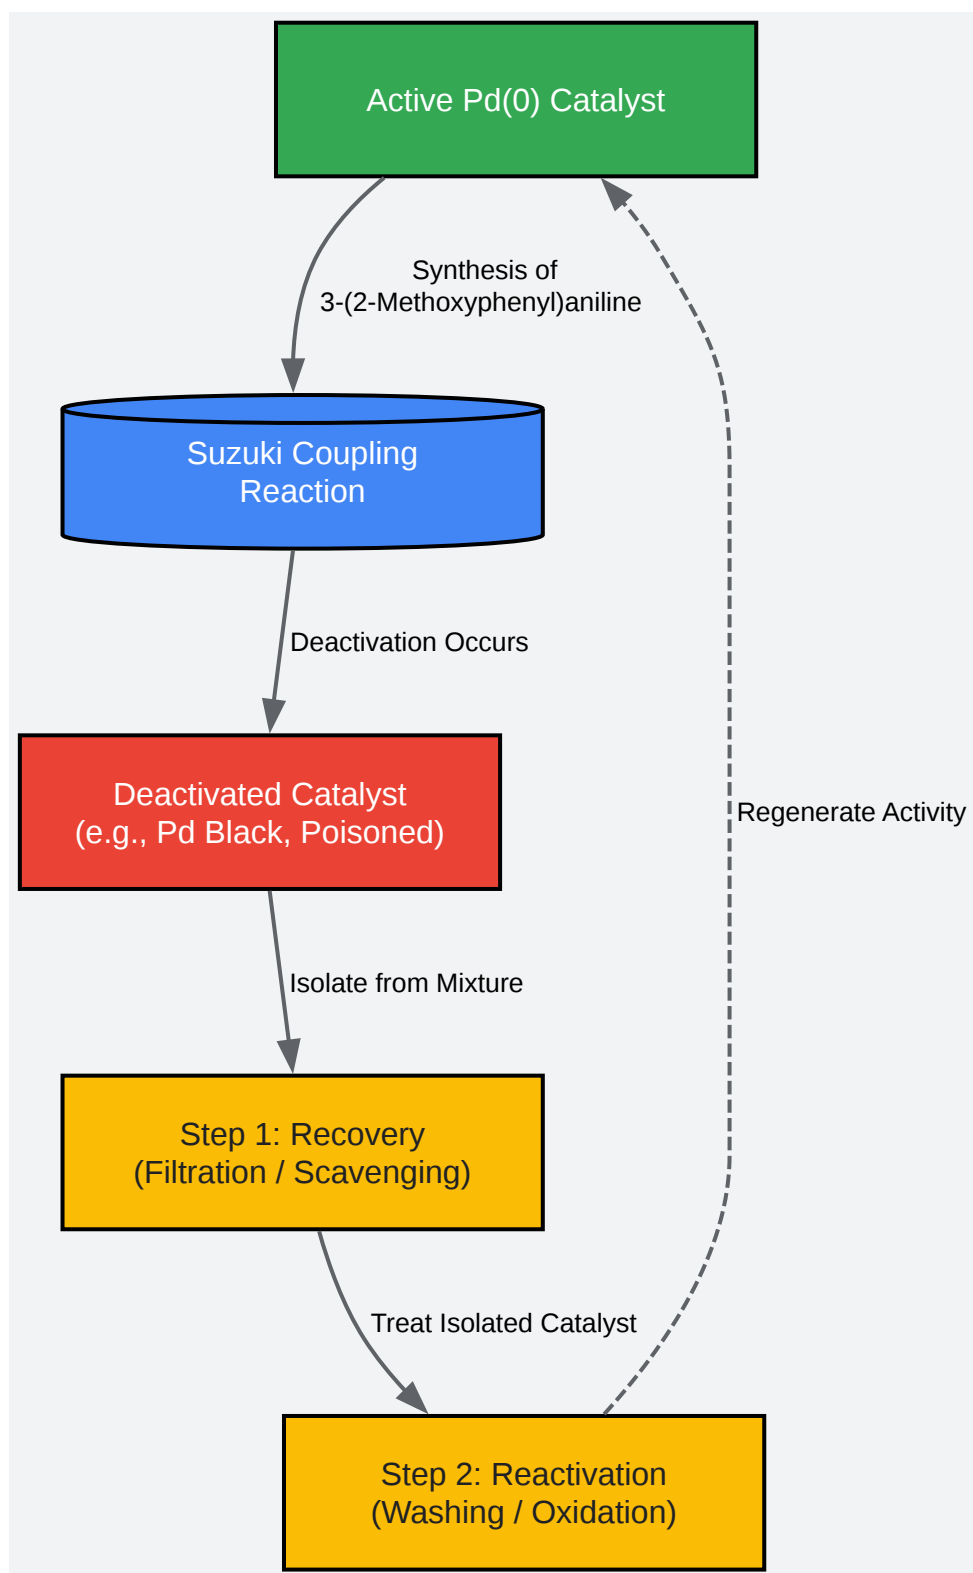 Active Pd(0) Catalyst
Synthesis of
3-(2-Methoxyphenyl)aniline
Suzuki Coupling
Reaction
Deactivation Occurs
Deactivated Catalyst
(e.g., Pd Black, Poisoned)
Regenerate Activity
Isolate from Mixture
Step 1: Recovery
(Filtration / Scavenging)
Treat Isolated Catalyst
Step 2: Reactivation
(Washing / Oxidation)